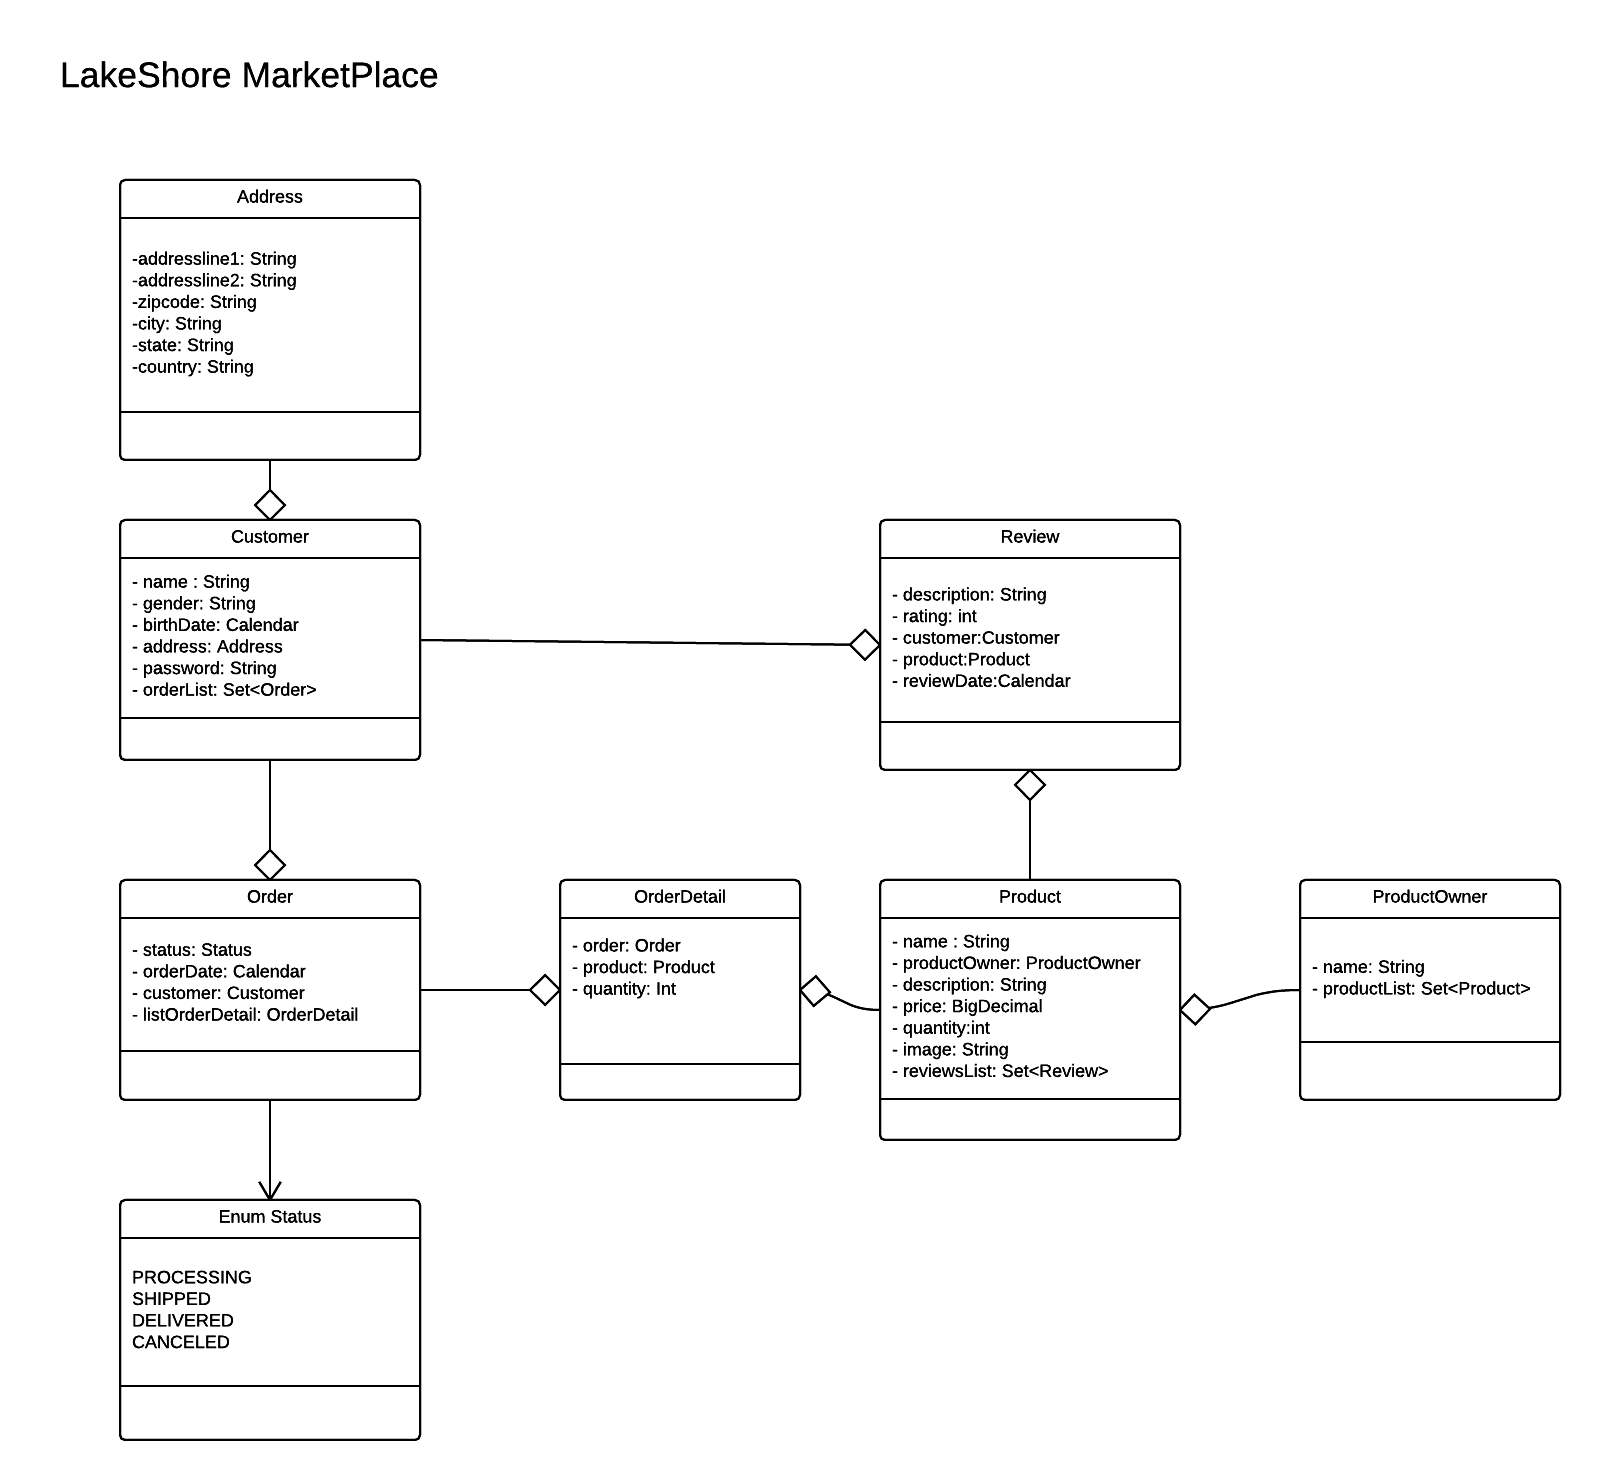 LakeShore MarketPlace
Address
-addressline1: String
-addressline2: String
-zipcode: String
-city: String
-state: String
-country: String
Customer
- name : String
- gender: String
- birthDate: Calendar
- address: Address
- password: String
- orderList: Set<Order>
Review
- description: String
- rating: int
- customer:Customer
- product:Product
- reviewDate:Calendar
Order
- status: Status
- orderDate: Calendar
- customer: Customer
- listOrderDetail: OrderDetail
OrderDetail
- order: Order
- product: Product
- quantity: Int
Product
- name : String
- productOwner: ProductOwner
- description: String
- price: BigDecimal
- quantity:int
- image: String
- reviewsList: Set<Review>
ProductOwner
- name: String
- productList: Set<Product>
Enum Status
PROCESSING
SHIPPED
DELIVERED
CANCELED